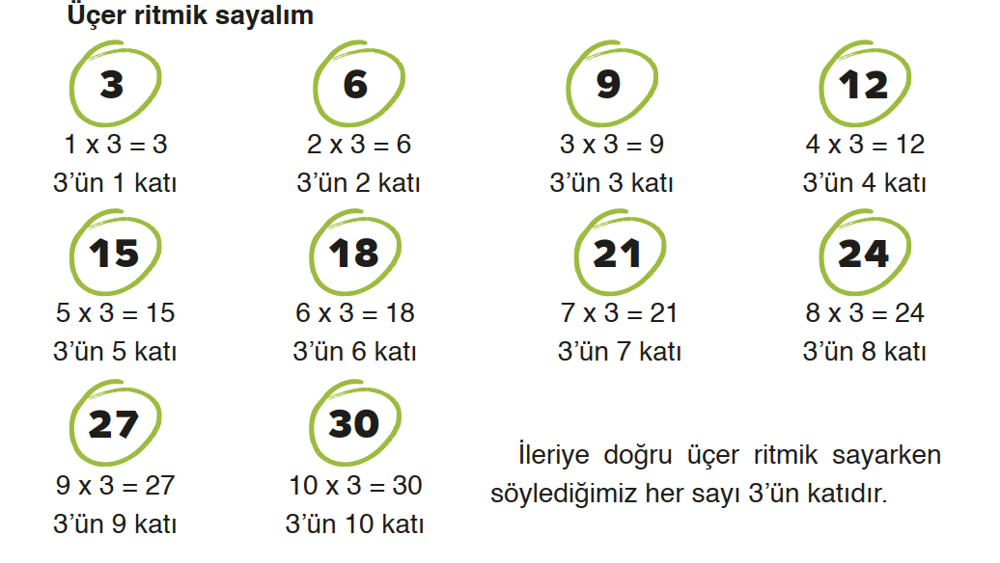 Üçer ritmik sayalım
3 6 9 12
1 x 3 = 3 2 x 3 = 6 3 x 3 = 9 4 x 3 = 12
3’ün 1 katı 3’ün 2 katı 3’ün 3 katı 3’ün 4 katı
15 18 21 24
5 x 3 = 15 6 x 3 = 18 7 x 3 = 21 8 x 3 = 24
3’ün 5 katı 3’ün 6 katı 3’ün 7 katı 3’ün 8 katı
27 30
9 x 3 = 27 10 x 3 = 30
3’ün 9 katı 3’ün 10 katı
İleriye doğru üçer ritmik sayarken
söylediğimiz her sayı 3’ün katıdır.